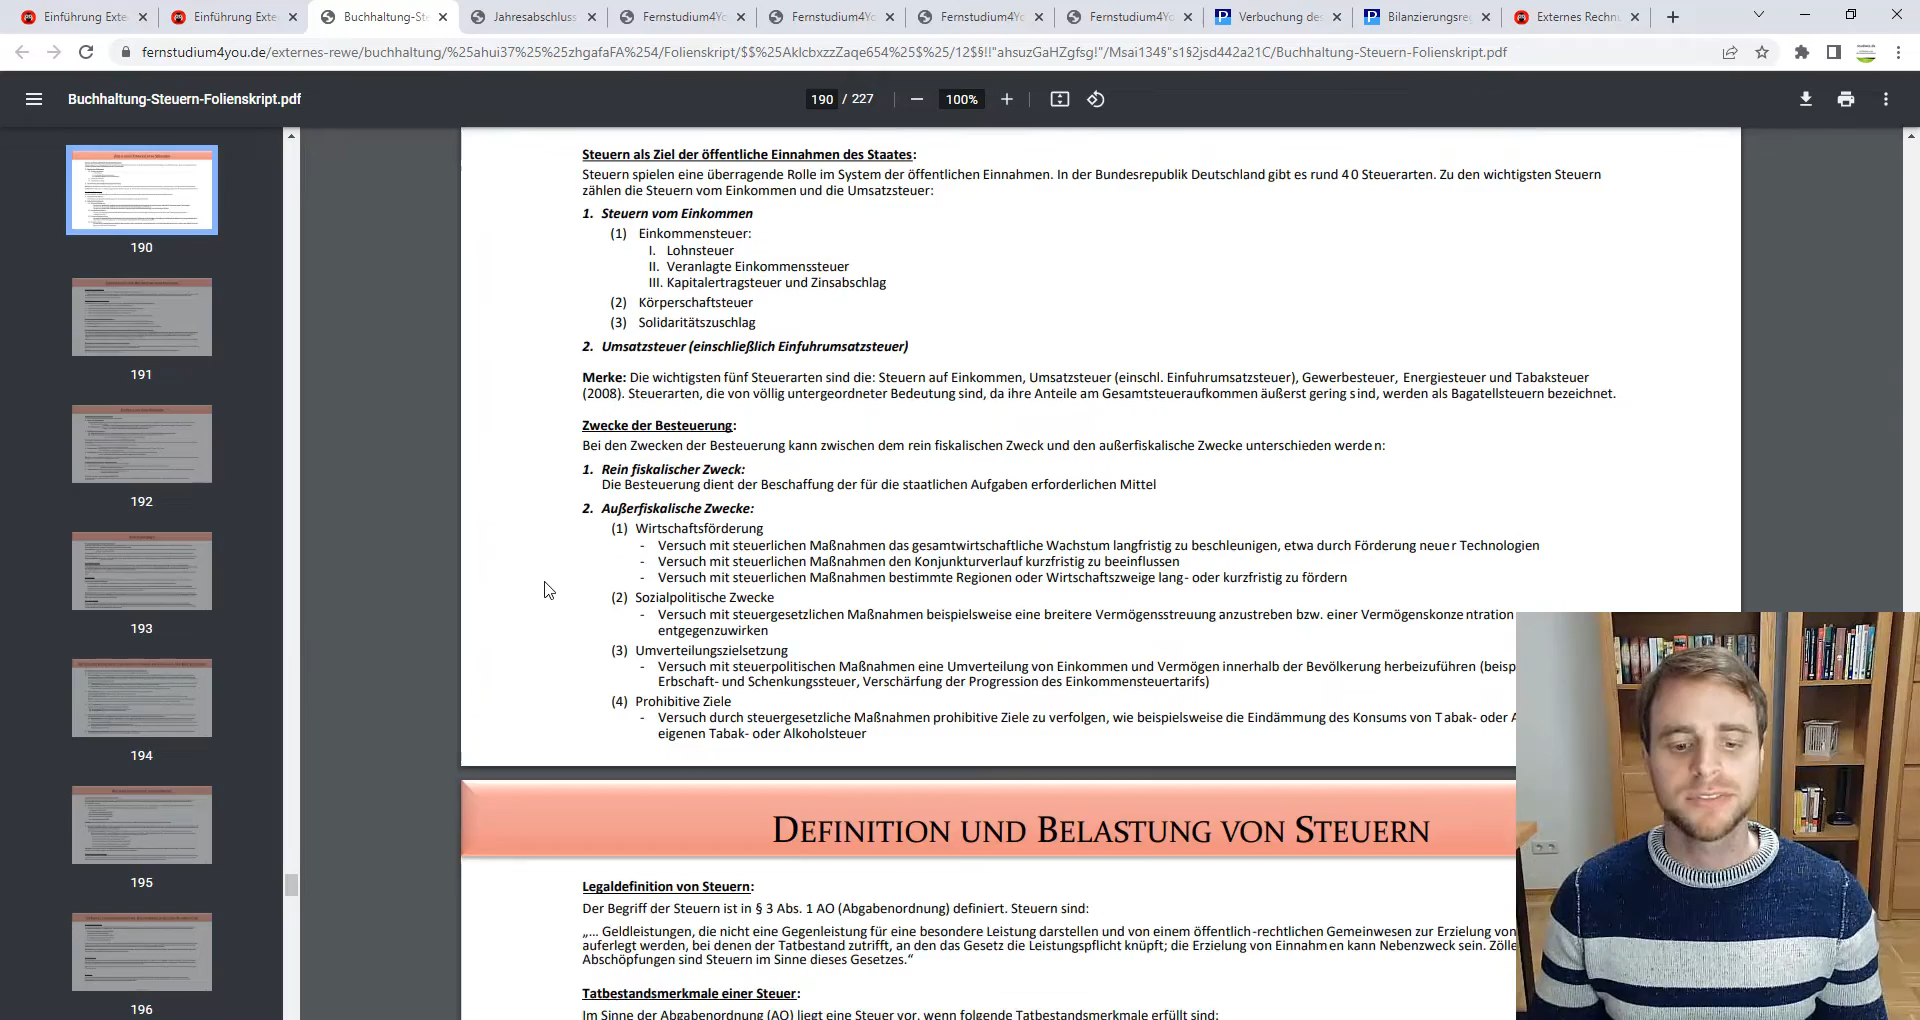 Einführung Exte
Einführung Exte
Buchhaltung-Ste
Jahresabschluss
Fernstudium4Yo
Fernstudium4Yo
Fernstudium4Yo
Fernstudium4Yo
Verbuchung des
Bilanzierungsre
Externes Rechn
fernstudium4you.de/externes-rewe/buchhaltung/%25ahui37%25%25zhgafaFA%254/Folienskript/$$%25AklcbxzzZaqe654%25$%25/12$§!!"ahsuzGaHZgfsg!"/Msai134§"s1§2jsd442a21C/Buchhaltung-Steuern-Folienskript.pdf
Buchhaltung-Steuern-Folienskript.pdf
190 / 227
100%
190
191
192
193
194
195
196
Steuern als Ziel der öffentliche Einnahmen des Staates:
Steuern spielen eine überragende Rolle im System der öffentlichen Einnahmen. In der Bundesrepublik Deutschland gibt es rund 40 Steuerarten. Zu den wichtigsten Steuern
zählen die Steuern vom Einkommen und die Umsatzsteuer:
1. Steuern vom Einkommen
(1) Einkommensteuer:
I. Lohnsteuer
II. Veranlagte Einkommenssteuer
III. Kapitalertragsteuer und Zinsabschlag
(2) Körperschaftsteuer
(3) Solidaritätszuschlag
2. Umsatzsteuer (einschließlich Einfuhrumsatzsteuer)
Merke: Die wichtigsten fünf Steuerarten sind die: Steuern auf Einkommen, Umsatzsteuer (einschl. Einfuhrumsatzsteuer), Gewerbesteuer, Energiesteuer und Tabaksteuer
(2008). Steuerarten, die von völlig untergeordneter Bedeutung sind, da ihre Anteile am Gesamtsteueraufkommen äußerst gering sind, werden als Bagatellsteuern bezeichnet.
Zwecke der Besteuerung:
Bei den Zwecken der Besteuerung kann zwischen dem rein fiskalischen Zweck und den außerfiskalische Zwecke unterschieden werden:
1. Rein fiskalischer Zweck:
Die Besteuerung dient der Beschaffung der für die staatlichen Aufgaben erforderlichen Mittel
2. Außerfiskalische Zwecke:
(1) Wirtschaftsförderung
- Versuch mit steuerlichen Maßnahmen das gesamtwirtschaftliche Wachstum langfristig zu beschleunigen, etwa durch Förderung neuer Technologien
- Versuch mit steuerlichen Maßnahmen den Konjunkturverlauf kurzfristig zu beeinflussen
- Versuch mit steuerlichen Maßnahmen bestimmte Regionen oder Wirtschaftszweige lang- oder kurzfristig zu fördern
(2) Sozialpolitische Zwecke
- Versuch mit steuergesetzlichen Maßnahmen beispielsweise eine breitere Vermögensstreuung anzustreben bzw. einer Vermögenskonzentration
entgegenzuwirken
(3) Umverteilungszielsetzung
- Versuch mit steuerpolitischen Maßnahmen eine Umverteilung von Einkommen und Vermögen innerhalb der Bevölkerung herbeizuführen (beisp
Erbschaft- und Schenkungssteuer, Verschärfung der Progression des Einkommensteuertarifs)
(4) Prohibitive Ziele
- Versuch durch steuergesetzliche Maßnahmen prohibitive Ziele zu verfolgen, wie beispielsweise die Eindämmung des Konsums von Tabak- oder A
eigenen Tabak- oder Alkoholsteuer
DEFINITION UND BELASTUNG VON STEUERN
Legaldefinition von Steuern:
Der Begriff der Steuern ist in § 3 Abs. 1 AO (Abgabenordnung) definiert. Steuern sind:
„... Geldleistungen, die nicht eine Gegenleistung für eine besondere Leistung darstellen und von einem öffentlich-rechtlichen Gemeinwesen zur Erzielung von
auferlegt werden, bei denen der Tatbestand zutrifft, an den das Gesetz die Leistungspflicht knüpft; die Erzielung von Einnahmen kann Nebenzweck sein. Zölle
Abschöpfungen sind Steuern im Sinne dieses Gesetzes.“
Tatbestandsmerkmale einer Steuer:
Im Sinne der Abgabenordnung (AO) liegt eine Steuer vor, wenn folgende Tatbestandsmerkmale erfüllt sind: